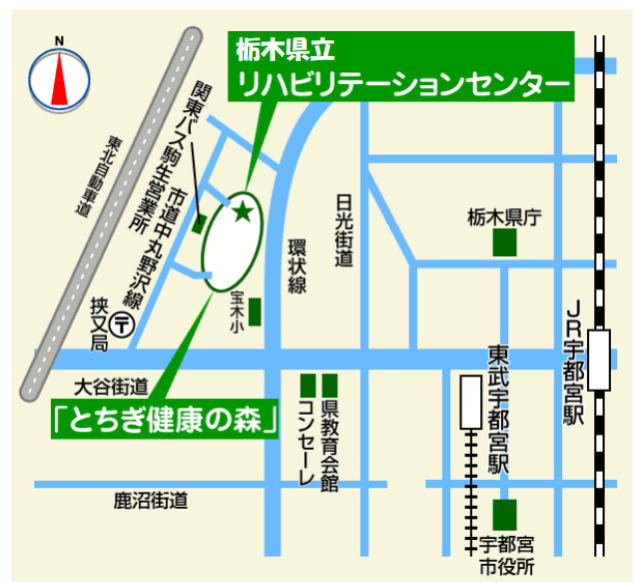 N
栃木県立
リハビリテーションセンター
関東バス駒生営業所
市道中丸野沢線
東北自動車道
日光街道
栃木県庁
環状線
宝木小
挟又局
〒
JR宇都宮駅
東武宇都宮駅
大谷街道
「とちぎ健康の森」
コンセーレ
県教育会館
鹿沼街道
宇都宮
市役所